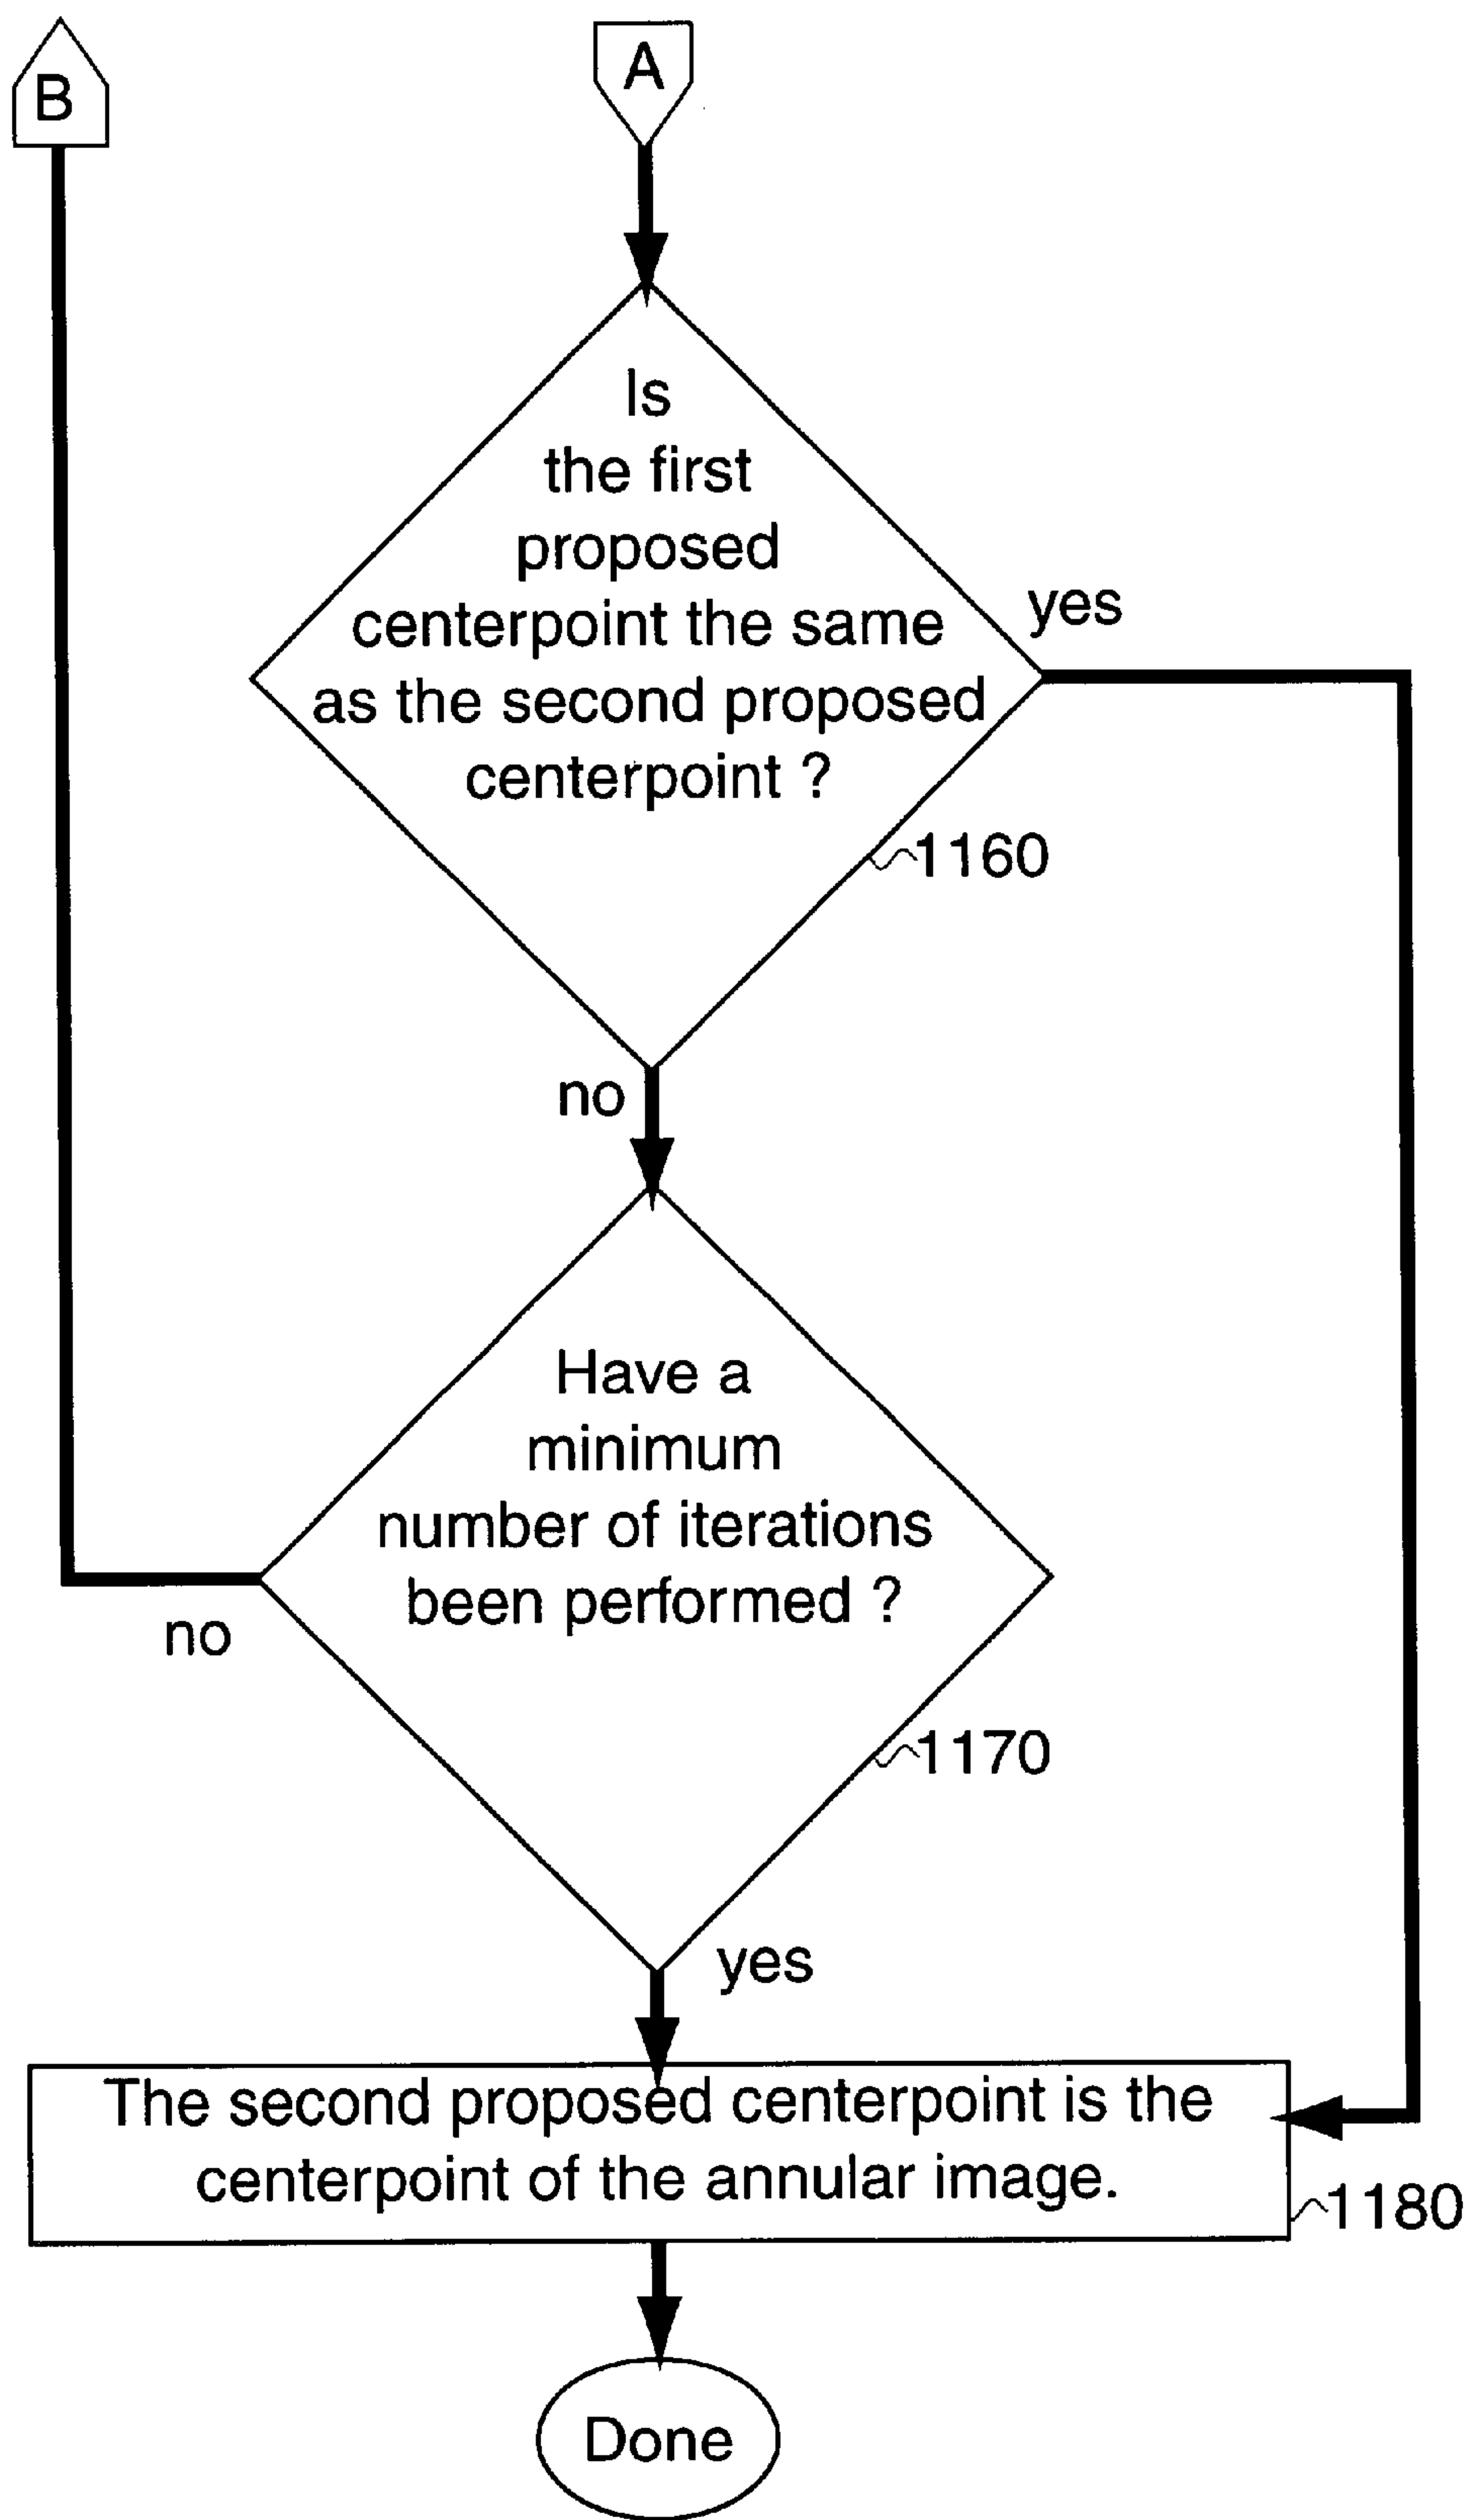 B
A
Is
the first
proposed
centerpoint the same
as the second proposed
centerpoint ?
yes
1160
no
Have a
minimum
number of iterations
been performed ?
no
1170
yes
The second proposed centerpoint is the
centerpoint of the annular image.
1180
Done